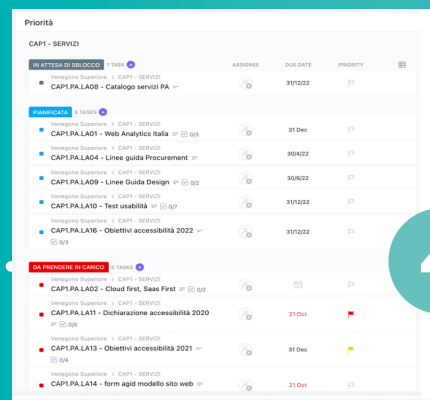 Priorità
CAP1 - SERVIZI
IN ATTESA DI SBLOCCO 1 TASK ASSIGNEE DUE DATE PRIORITY
Venegono Superiore > CAP1 - SERVIZI
CAP1.PA.LA08 - Catalogo servizi PA 31/12/22
PIANIFICATA 5 TASKS
Venegono Superiore > CAP1 - SERVIZI
CAP1.PA.LA01 - Web Analytics Italia 0/3 31 Dec
Venegono Superiore > CAP1 - SERVIZI
CAP1.PA.LA04 - Linee guida Procurement 30/4/22
Venegono Superiore > CAP1 - SERVIZI
CAP1.PA.LA09 - Linee Guida Design 0/2 30/6/22
Venegono Superiore > CAP1 - SERVIZI
CAP1.PA.LA10 - Test usabilità 0/7 31/12/22
Venegono Superiore > CAP1 - SERVIZI
CAP1.PA.LA16 - Obiettivi accessibilità 2022 31/12/22
0/3
DA PRENDERE IN CARICO 5 TASKS
Venegono Superiore > CAP1 - SERVIZI
CAP1.PA.LA02 - Cloud first, Saas First 0/2
Venegono Superiore > CAP1 - SERVIZI
CAP1.PA.LA11 - Dichiarazione accessibilità 2020 21 Oct
0/5
Venegono Superiore > CAP1 - SERVIZI
CAP1.PA.LA13 - Obiettivi accessibilità 2021 31 Dec
0/4
Venegono Superiore > CAP1 - SERVIZI
CAP1.PA.LA14 - form agid modello sito web 21 Oct